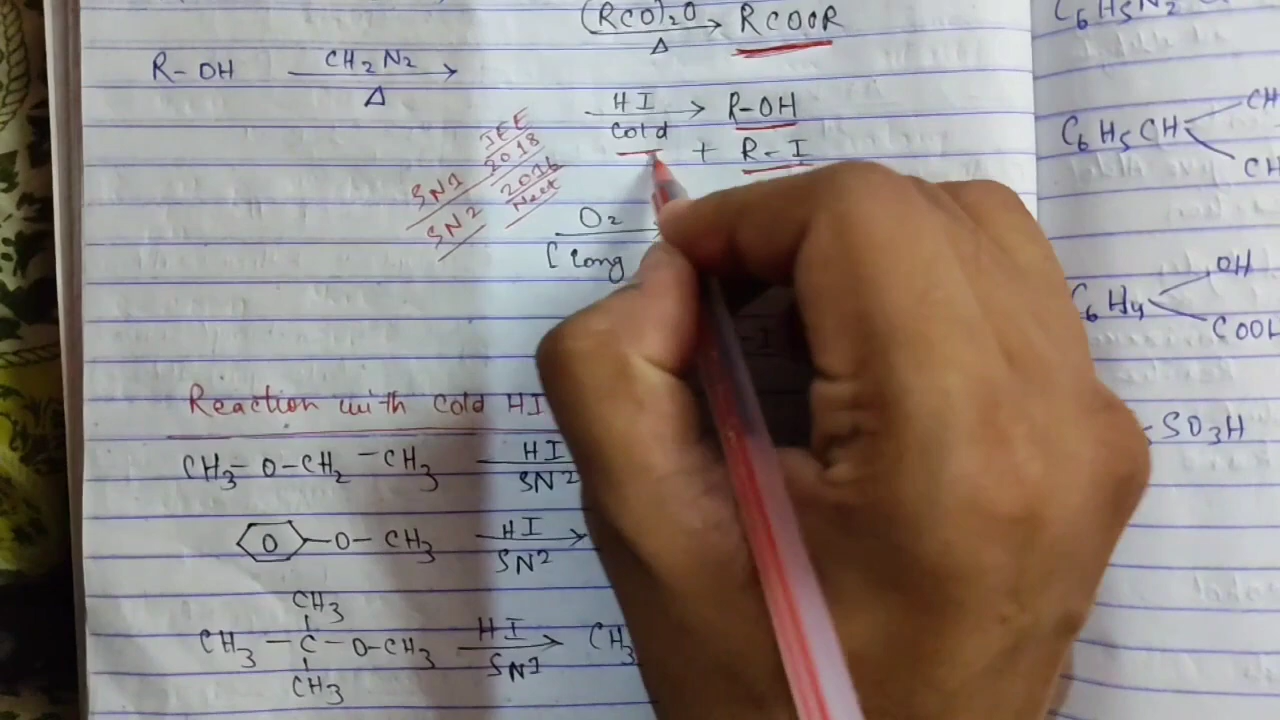 (RCO)2O → RCOOR
Δ
R-OH CH2N2 →
Δ
HI → R-OH
Cold + R-I
JEE
2018
SN1 2016
SN2 Neet
O2
[long
Reaction with cold HI
CH3-O-CH2-CH3 HI
SN2
O -O-CH3 HI →
SN2
CH3
CH3-C-O-CH3 HI → CH3
SN1
CH3
C6H5N2
C6H5CH CH
CH
C6H4 OH
COOH
SO3H